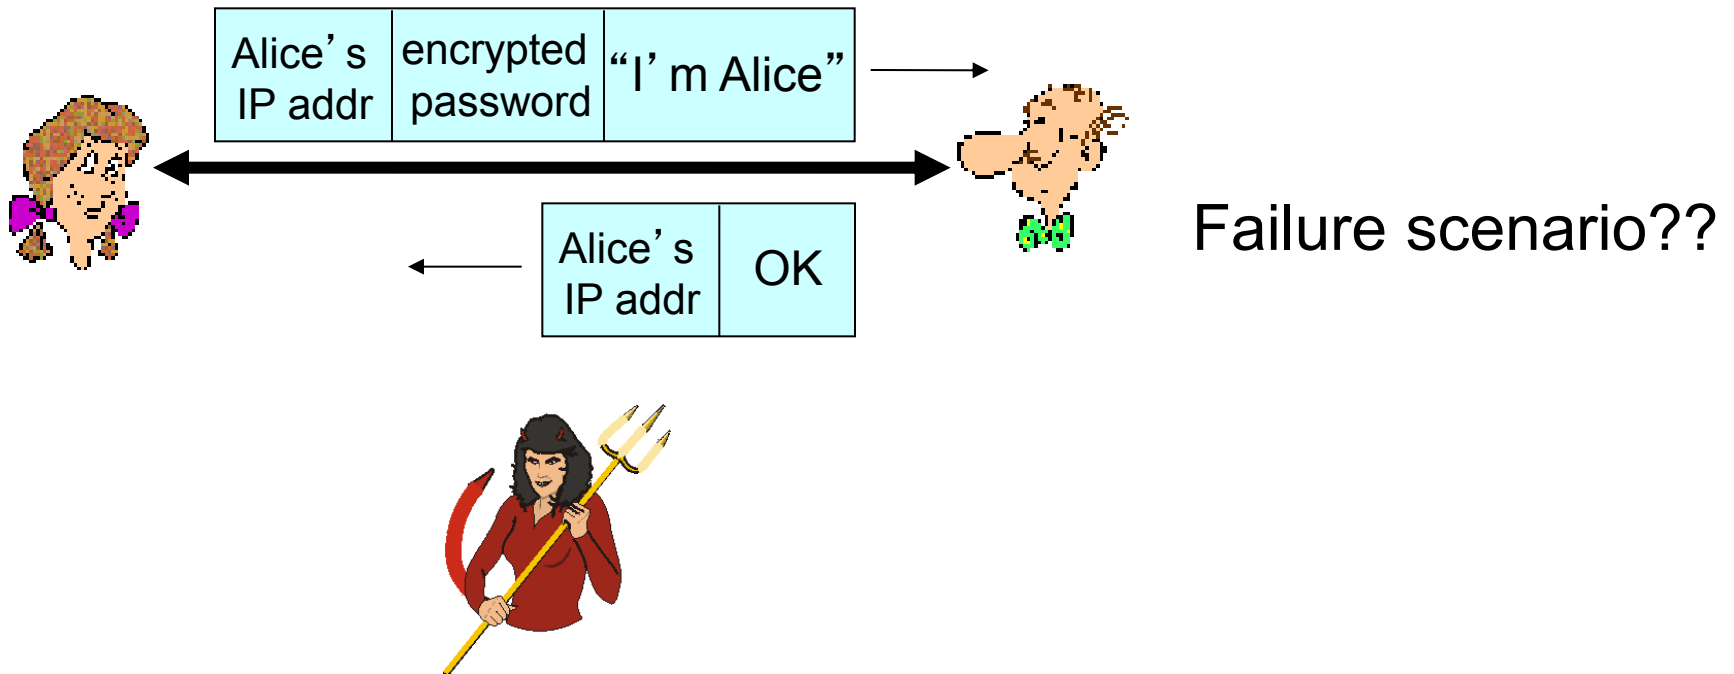 Alice’s
IP addr
encrypted
password
“I’m Alice”
Alice’s
IP addr
OK
Failure scenario??